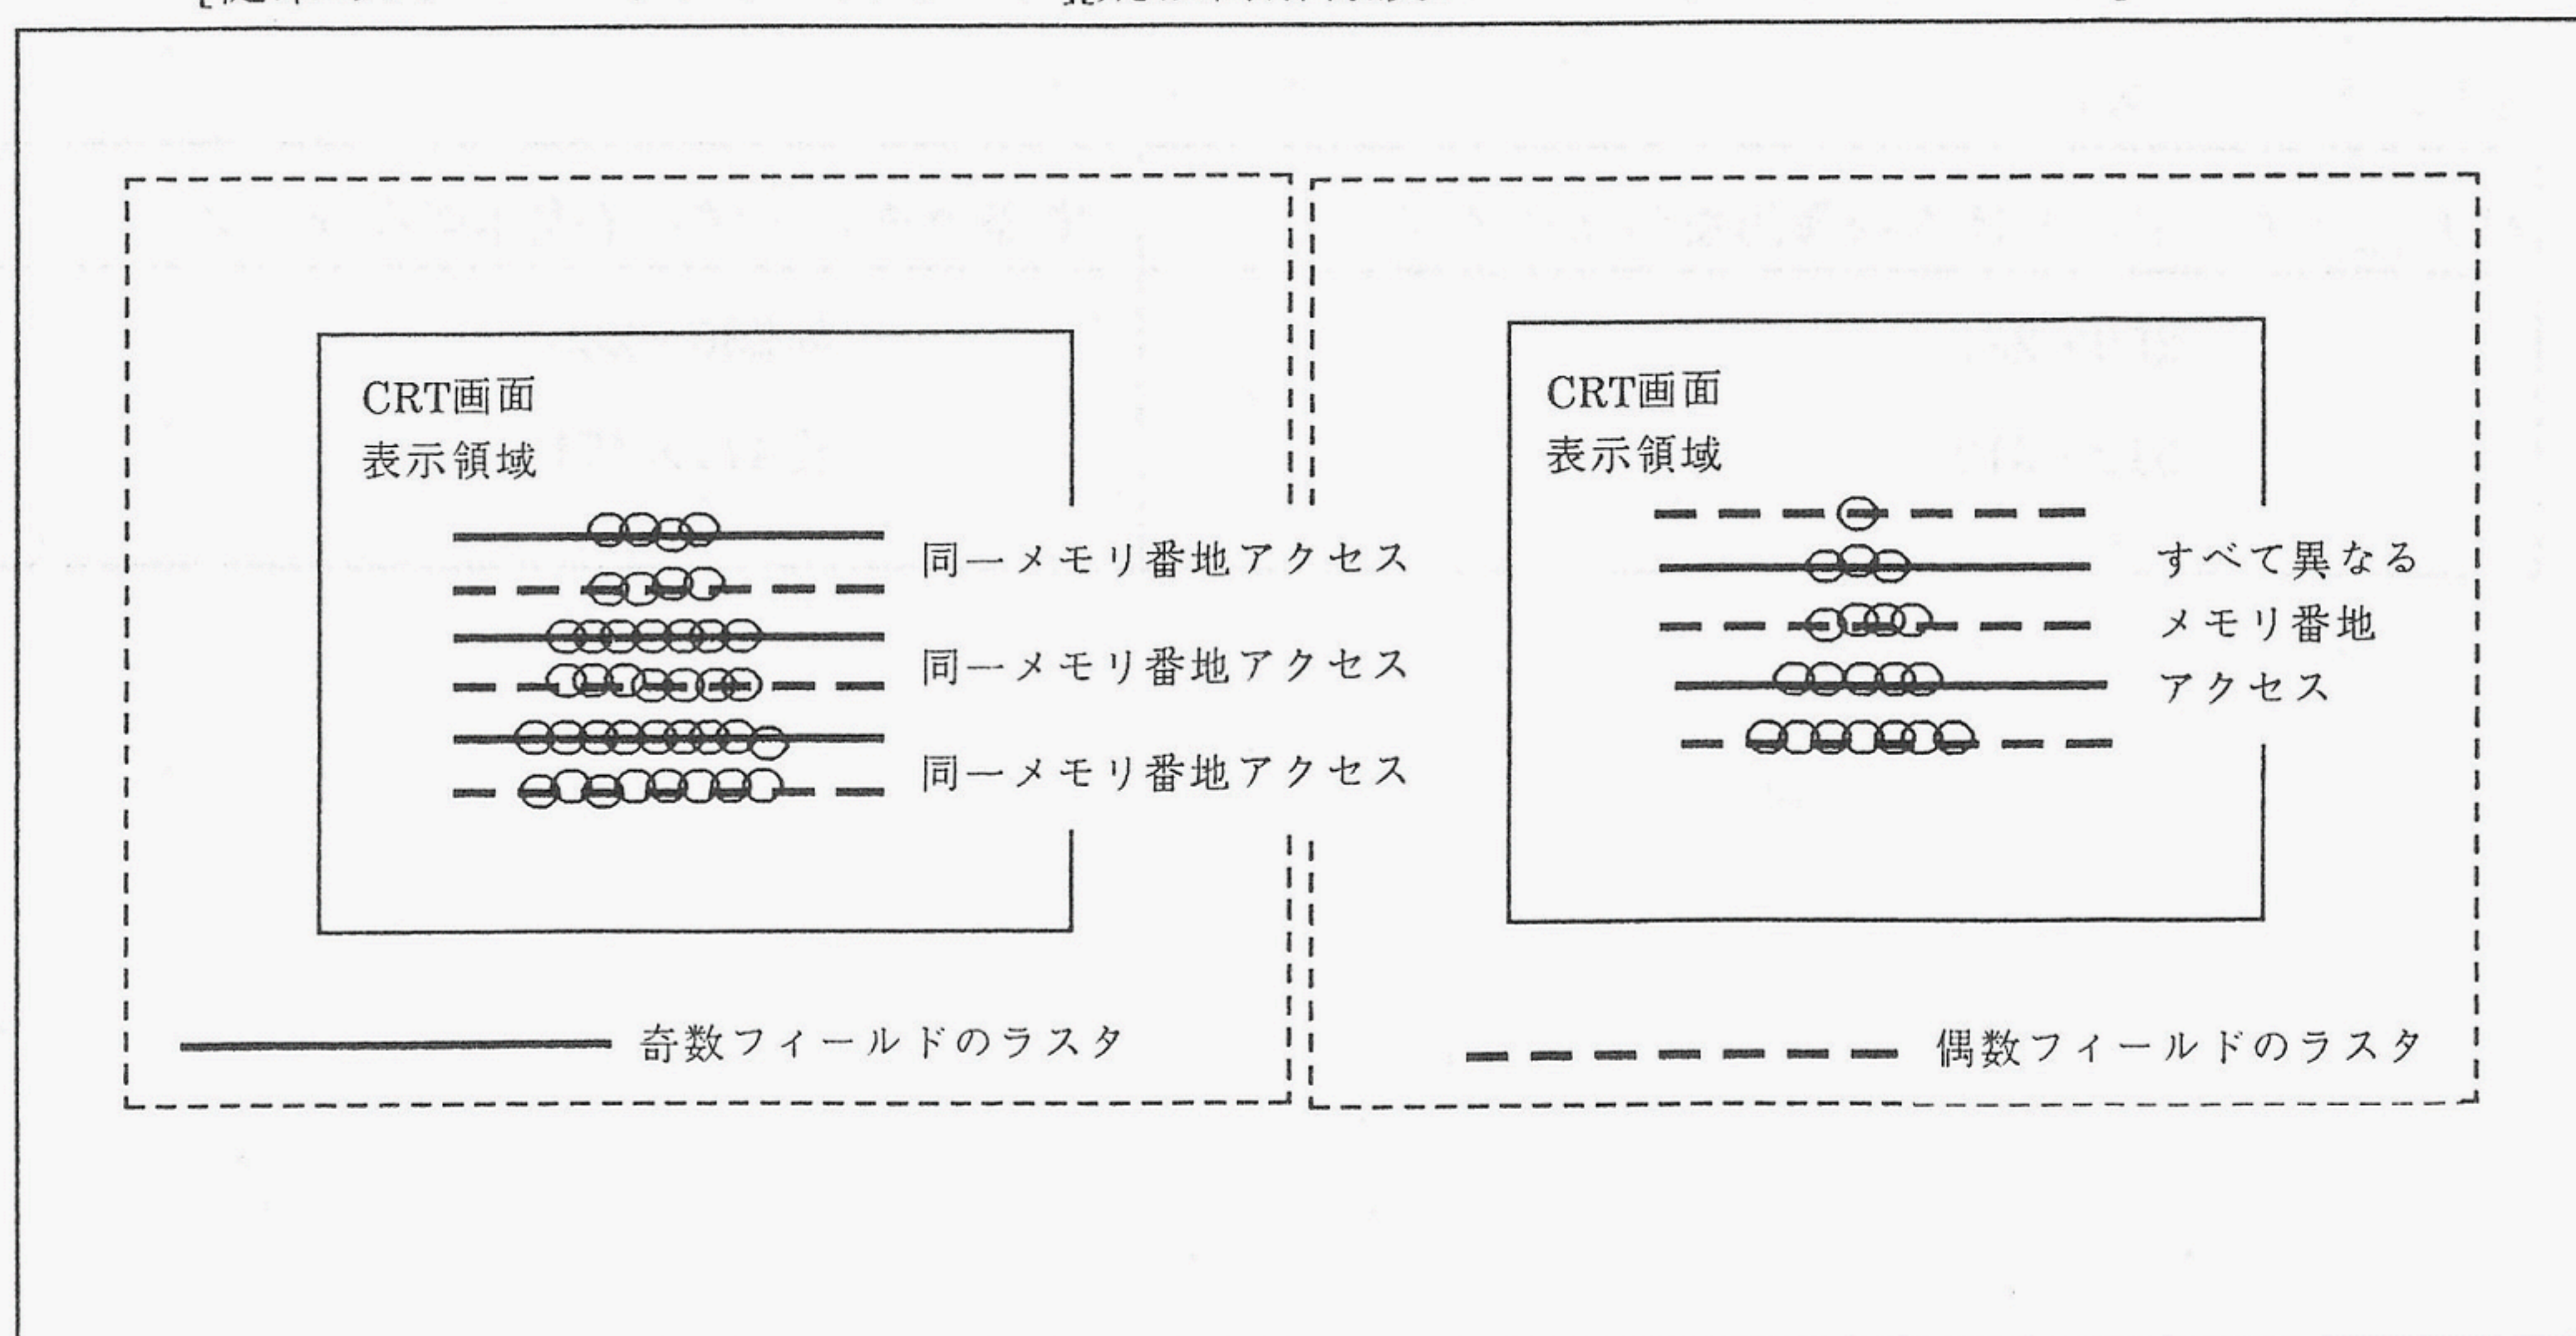 CRT画面
表示領域
同一メモリ番地アクセス
同一メモリ番地アクセス
同一メモリ番地アクセス
奇数フィールドのラスタ
CRT画面
表示領域
すべて異なる
メモリ番地
アクセス
偶数フィールドのラスタ